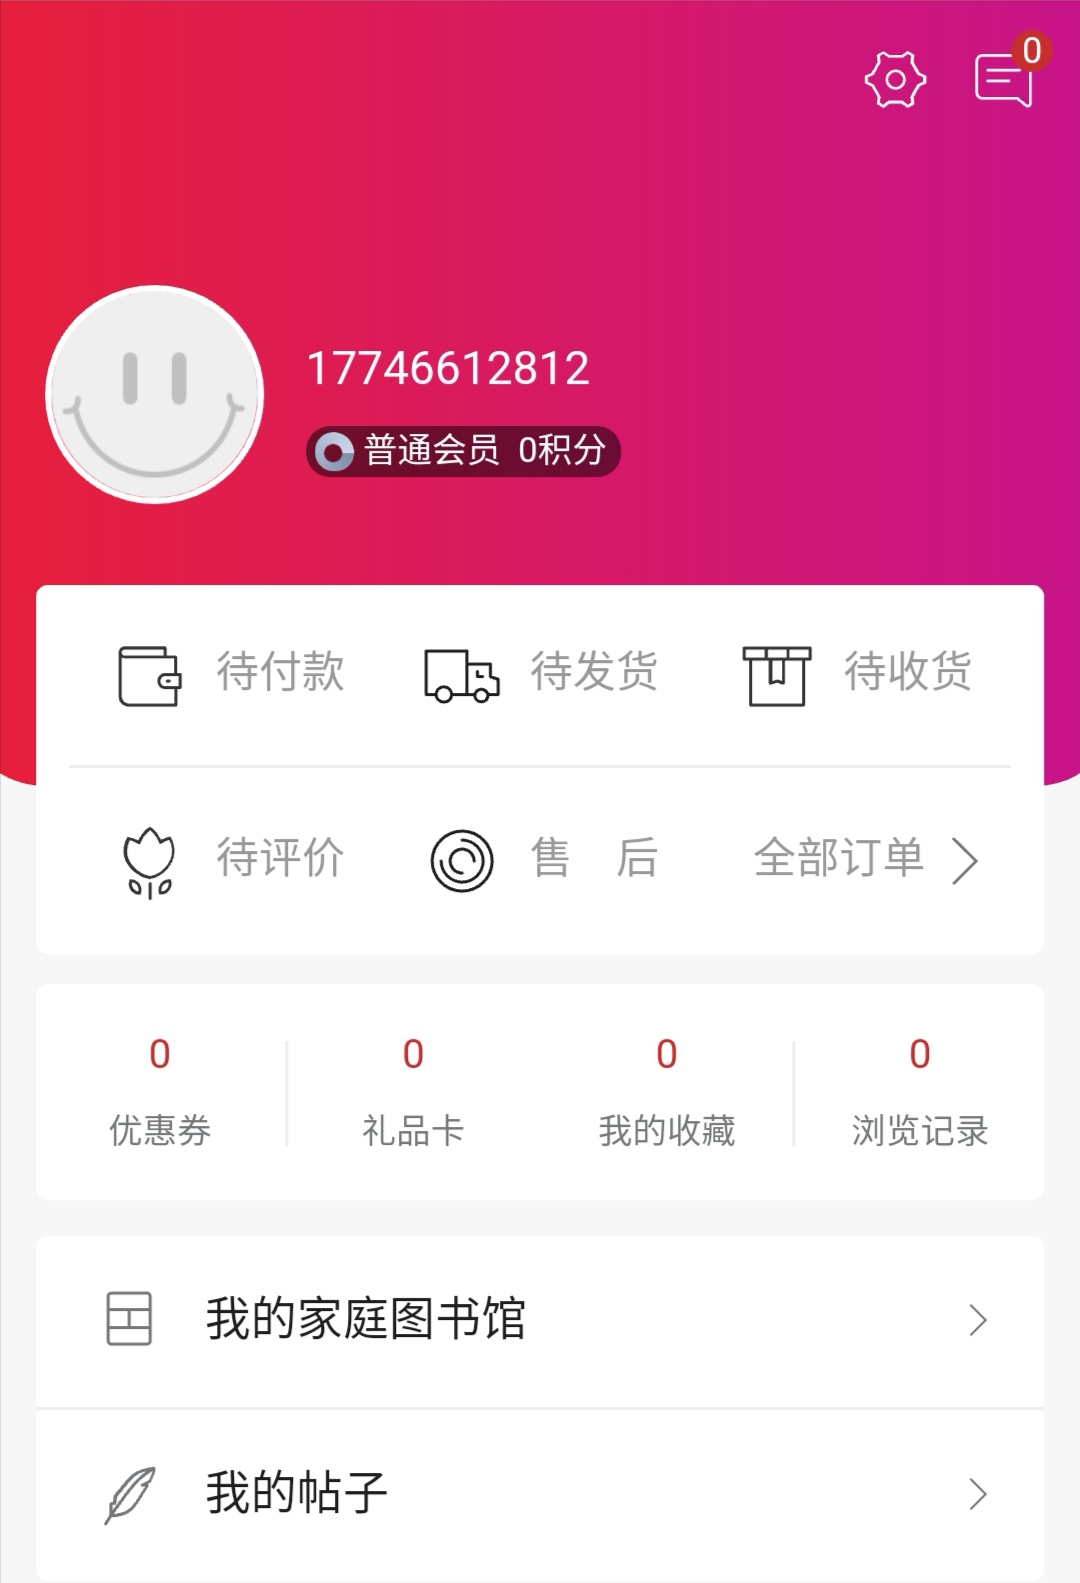 0
17746612812
普通会员 0积分
待付款 待发货 待收货
待评价 售 后 全部订单
0 0 0 0
优惠券 礼品卡 我的收藏 浏览记录
我的家庭图书馆
我的帖子